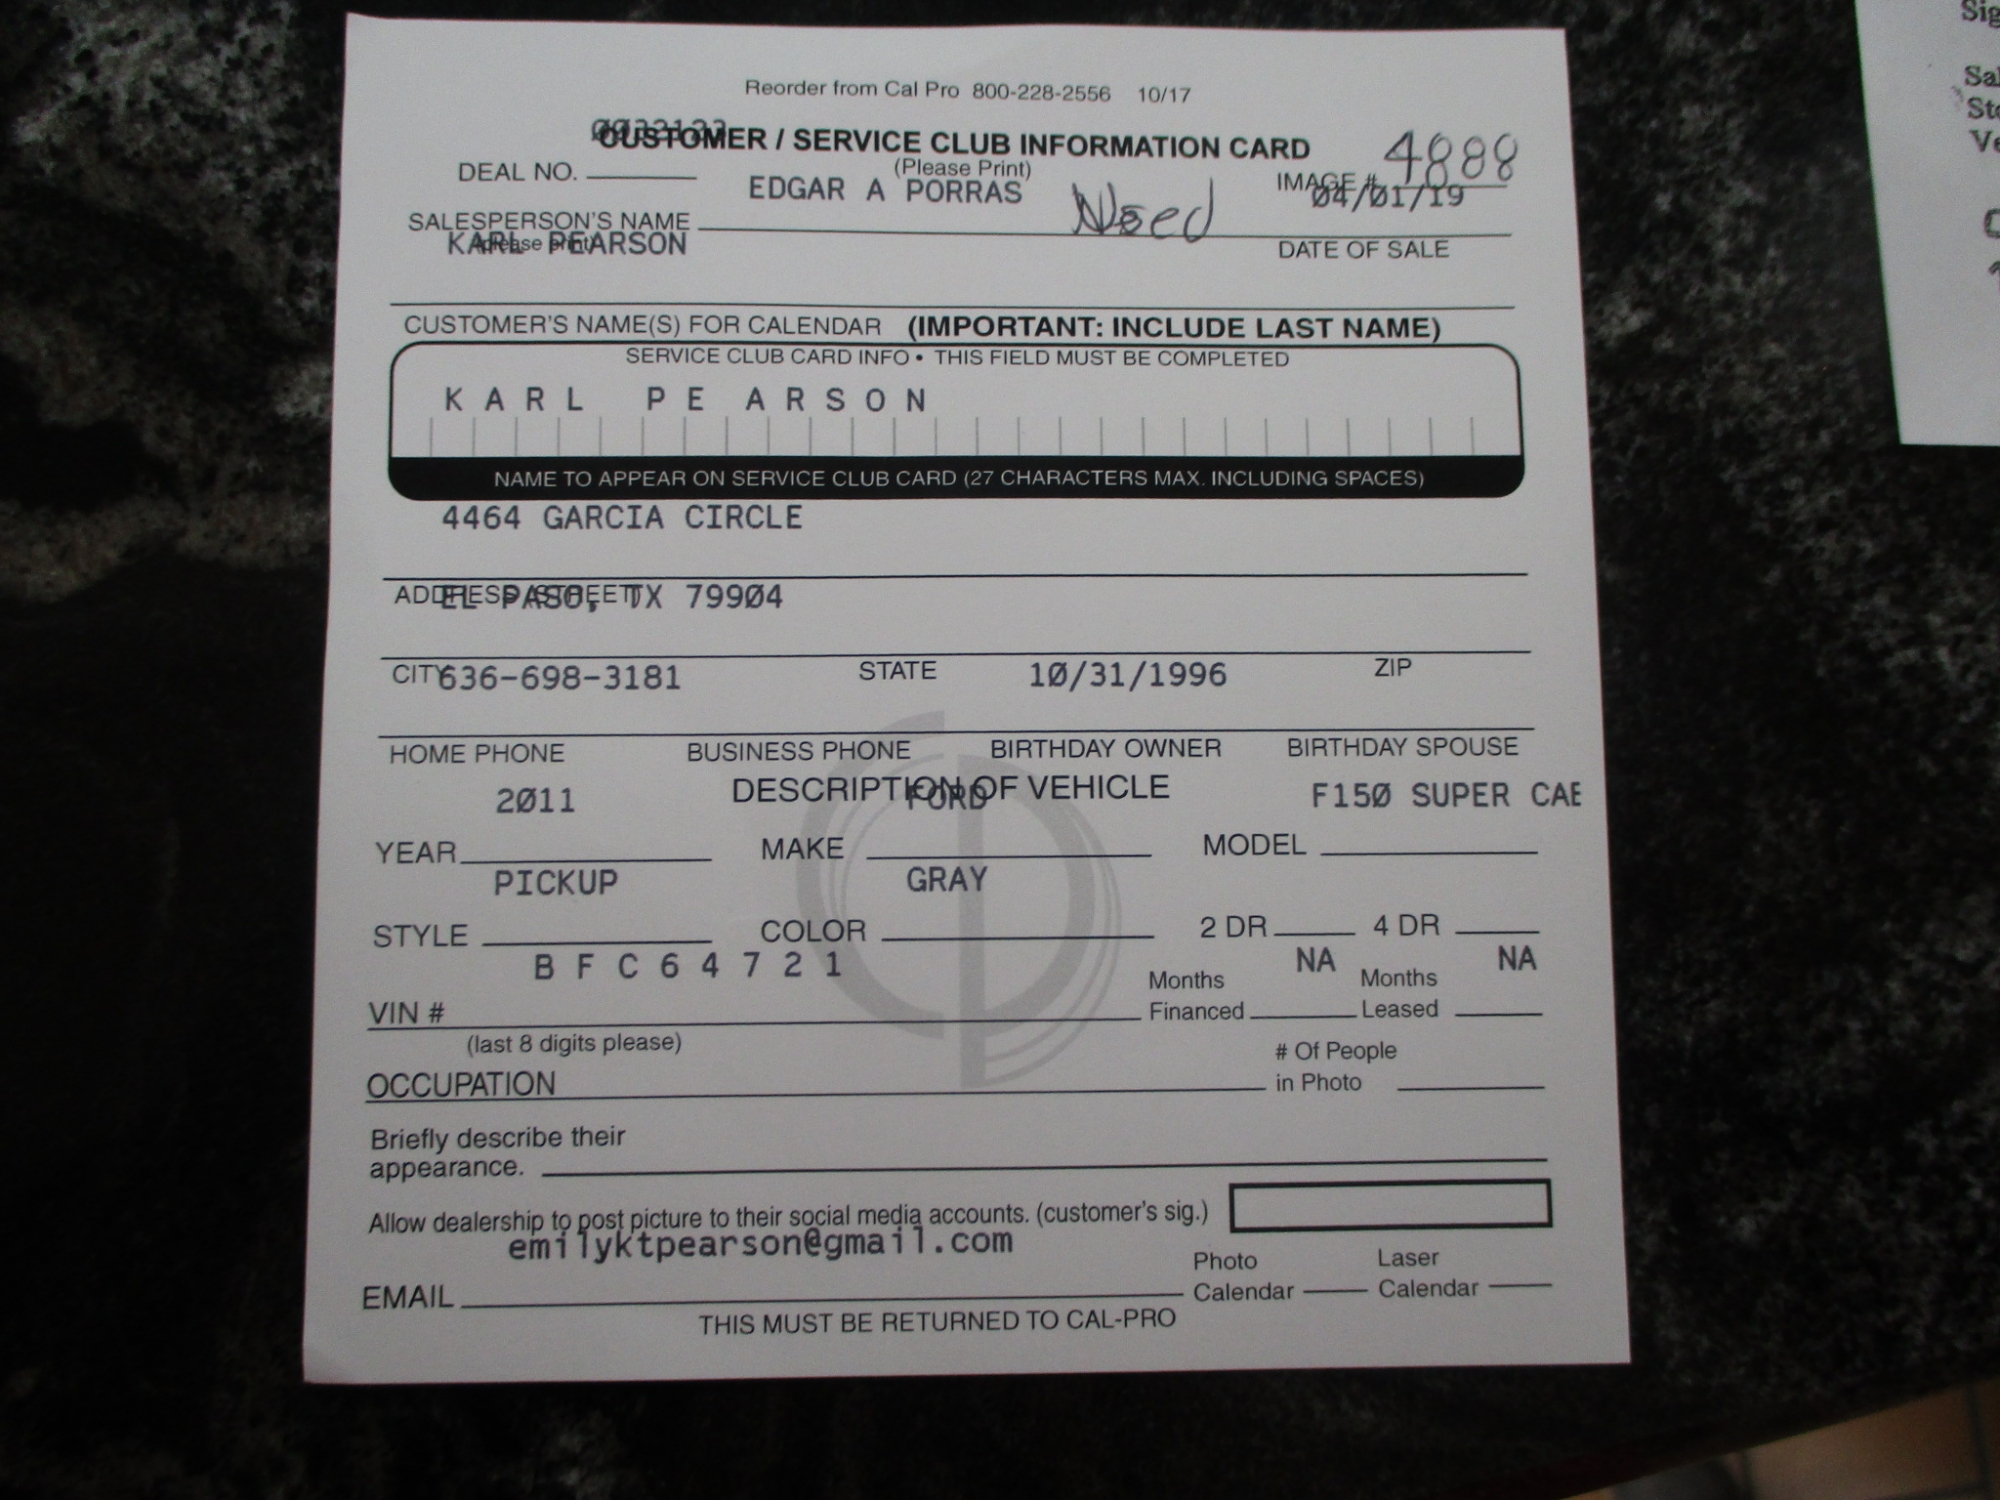 Reorder from Cal Pro 800-228-2556 10/17
CUSTOMER / SERVICE CLUB INFORMATION CARD
(Please Print)
4888
DEAL NO.
EDGAR A PORRAS
IMAGE #
04/01/19
SALESPERSON'S NAME
(please print)
KARL PEARSON
DATE OF SALE
CUSTOMER'S NAME(S) FOR CALENDAR (IMPORTANT: INCLUDE LAST NAME)
SERVICE CLUB CARD INFO • THIS FIELD MUST BE COMPLETED
KARL PEARSON
NAME TO APPEAR ON SERVICE CLUB CARD (27 CHARACTERS MAX. INCLUDING SPACES)
4464 GARCIA CIRCLE
ADDRESS (STREET)
EL PASO, TX 79904
CITY STATE ZIP
636-698-3181 10/31/1996
HOME PHONE BUSINESS PHONE BIRTHDAY OWNER BIRTHDAY SPOUSE
DESCRIPTION OF VEHICLE
2011 FORD F150 SUPER CAB
YEAR MAKE MODEL
PICKUP GRAY
STYLE COLOR 2 DR 4 DR
BFC64721 NA NA
VIN # Months Financed Months Leased
(last 8 digits please)
OCCUPATION # Of People in Photo
Briefly describe their
appearance.
Allow dealership to post picture to their social media accounts. (customer's sig.)
emilyktpearson@gmail.com
EMAIL Photo Calendar Laser Calendar
THIS MUST BE RETURNED TO CAL-PRO
Sig
Sal
Sto
Ve